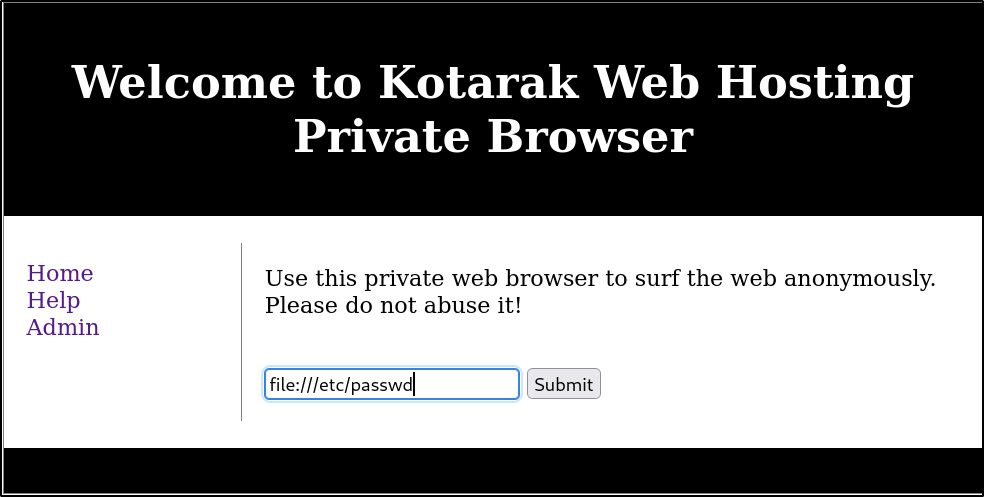 Welcome to Kotarak Web Hosting
Private Browser
Home
Help
Admin
Use this private web browser to surf the web anonymously.
Please do not abuse it!
file:///etc/passwd
Submit